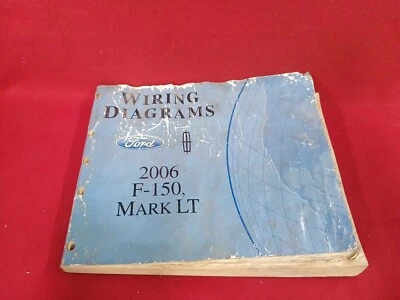 WIRING
DIAGRAMS
Ford
2006
F-150,
MARK LT